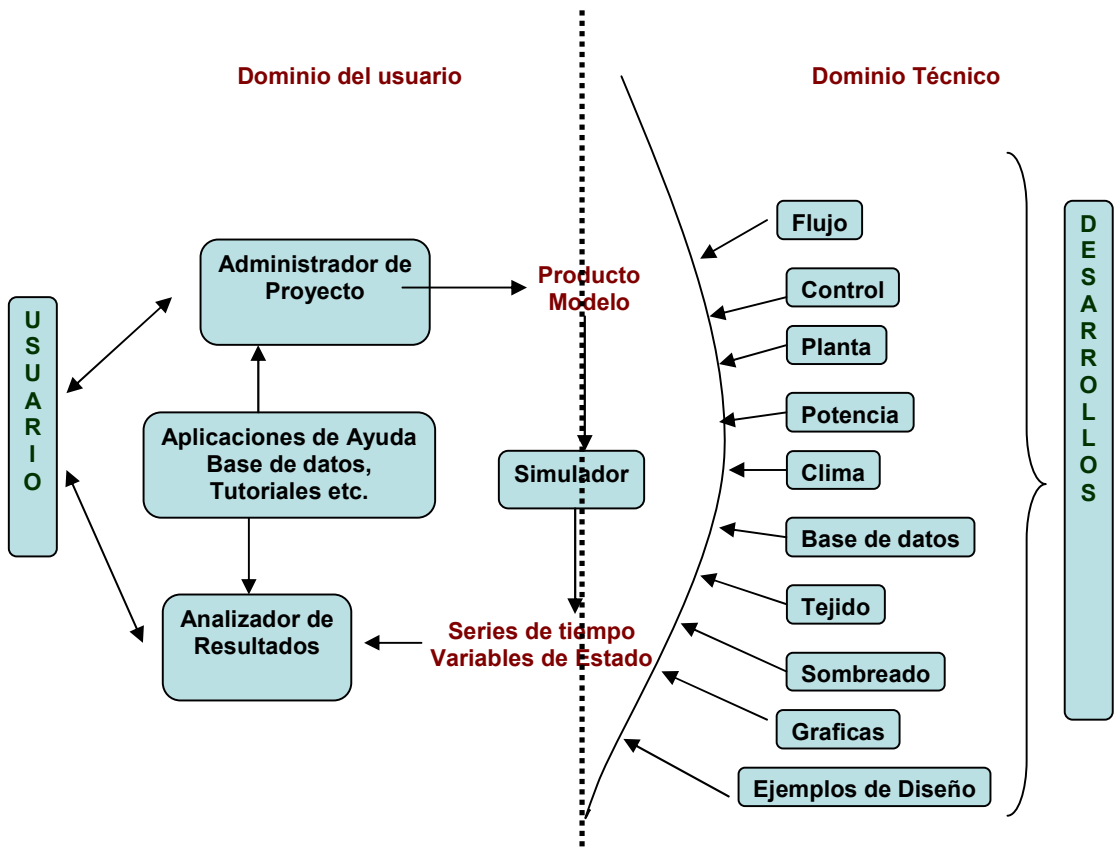 Dominio del usuario
Dominio Técnico
USUARIO
Administrador de
Proyecto
Producto
Modelo
Aplicaciones de Ayuda
Base de datos,
Tutoriales etc.
Simulador
Analizador de
Resultados
Series de tiempo
Variables de Estado
Flujo
Control
Planta
Potencia
Clima
Base de datos
Tejido
Sombreado
Graficas
Ejemplos de Diseño
DESARROLLOS